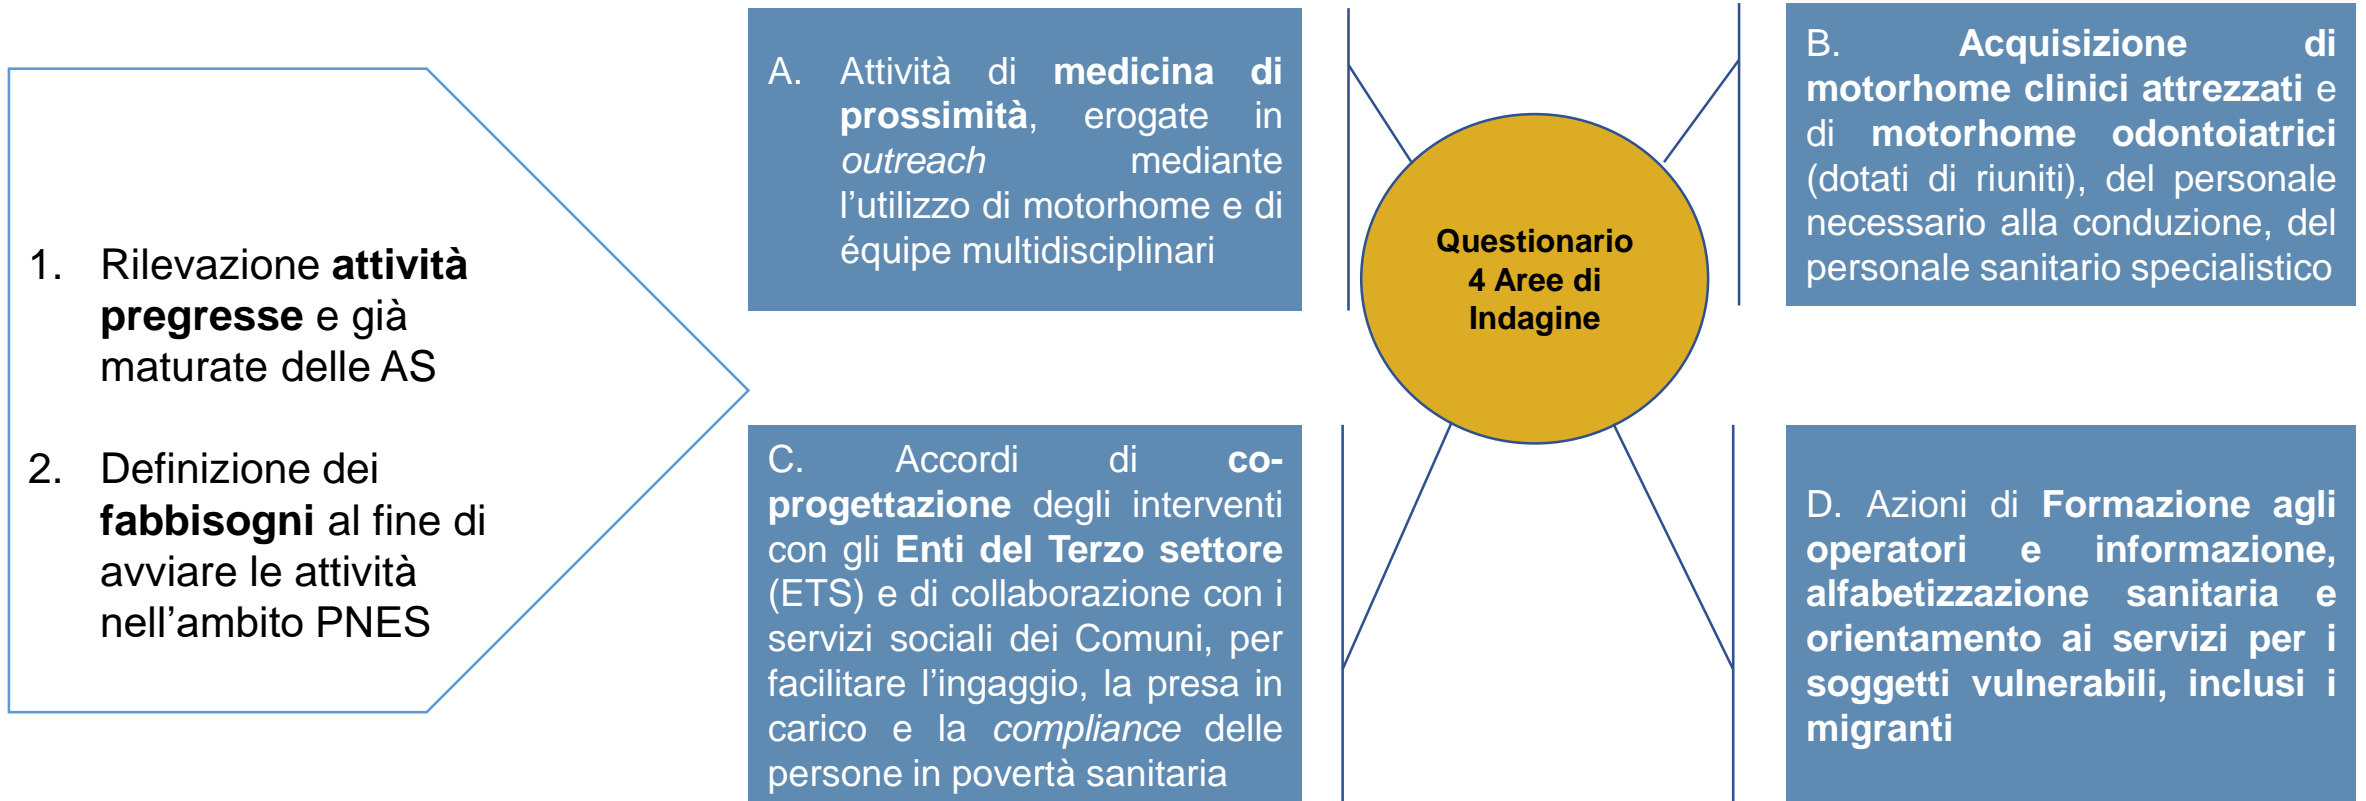 1. Rilevazione attività
pregresse e già
maturate delle AS
2. Definizione dei
fabbisogni al fine di
avviare le attività
nell’ambito PNES
A. Attività di medicina di
prossimità, erogate in
outreach mediante
l’utilizzo di motorhome e di
équipe multidisciplinari
Questionario
4 Aree di
Indagine
B. Acquisizione di
motorhome clinici attrezzati e
di motorhome odontoiatrici
(dotati di riuniti), del personale
necessario alla conduzione, del
personale sanitario specialistico
C. Accordi di co-
progettazione degli interventi
con gli Enti del Terzo settore
(ETS) e di collaborazione con i
servizi sociali dei Comuni, per
facilitare l’ingaggio, la presa in
carico e la compliance delle
persone in povertà sanitaria
D. Azioni di Formazione agli
operatori e informazione,
alfabetizzazione sanitaria e
orientamento ai servizi per i
soggetti vulnerabili, inclusi i
migranti